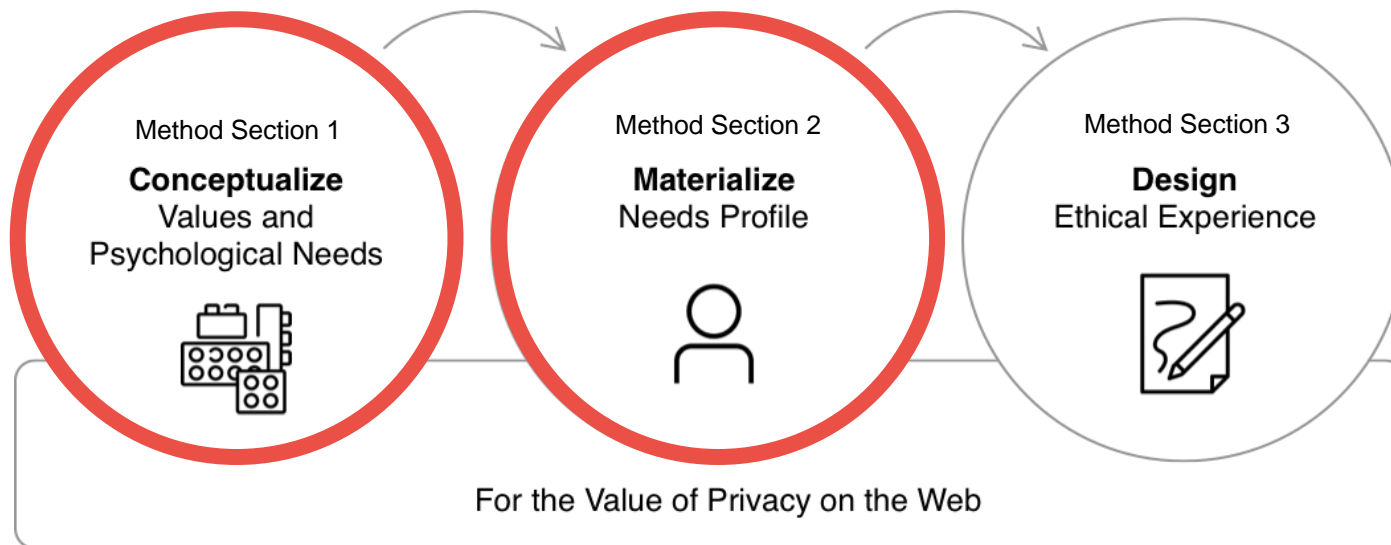 Method Section 1
Conceptualize
Values and
Psychological Needs
Method Section 2
Materialize
Needs Profile
Method Section 3
Design
Ethical Experience
For the Value of Privacy on the Web